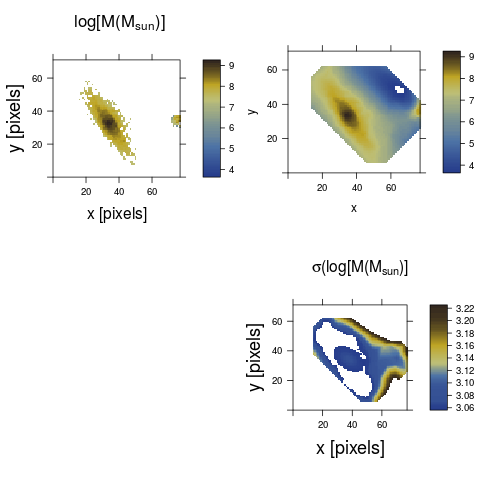 log[M(Msun)]
60
40
20
20 40 60
y [pixels]
x [pixels]
9
8
7
6
5
4
60
40
20
20 40 60
y
x
9
8
7
6
5
4
σ(log[M(Msun)]
60
40
20
20 40 60
y [pixels]
x [pixels]
3.22
3.20
3.18
3.16
3.14
3.12
3.10
3.08
3.06